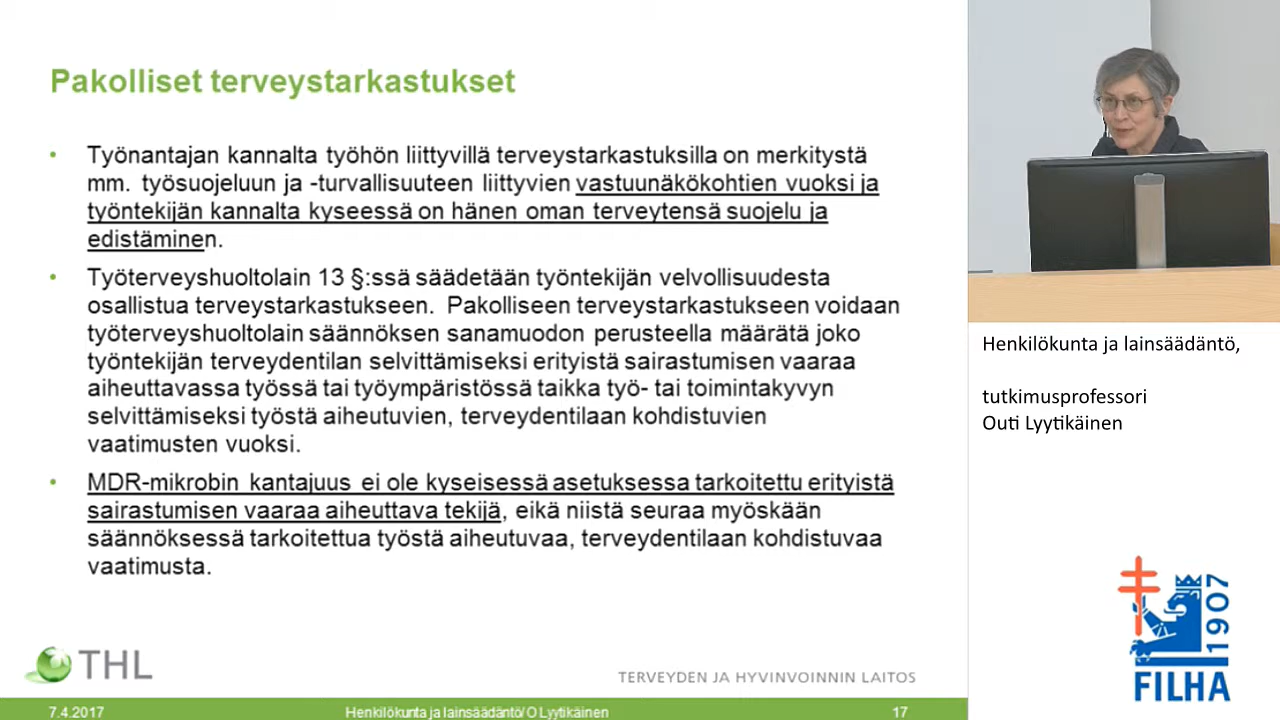 Pakolliset terveystarkastukset
• Työnantajan kannalta työhön liittyvillä terveystarkastuksilla on merkitystä
mm. työsuojeluun ja -turvallisuuteen liittyvien vastuunäkökohtien vuoksi ja
työntekijän kannalta kyseessä on hänen oman terveytensä suojelu ja
edistäminen.
• Työterveyshuoltolain 13 §:ssä säädetään työntekijän velvollisuudesta
osallistua terveystarkastukseen. Pakolliseen terveystarkastukseen voidaan
työterveyshuoltolain säännöksen sanamuodon perusteella määrätä joko
työntekijän terveydentilan selvittämiseksi erityistä sairastumisen vaaraa
aiheuttavassa työssä tai työympäristössä taikka työ- tai toimintakyvyn
selvittämiseksi työstä aiheutuvien, terveydentilaan kohdistuvien
vaatimusten vuoksi.
• MDR-mikrobin kantajuus ei ole kyseisessä asetuksessa tarkoitettu erityistä
sairastumisen vaaraa aiheuttava tekijä, eikä niistä seuraa myöskään
säännöksessä tarkoitettua työstä aiheutuvaa, terveydentilaan kohdistuvaa
vaatimusta.
THL
TERVEYDEN JA HYVINVOINNIN LAITOS
7.4.2017
Henkilökunta ja lainsäädäntö/ O Lyytikäinen
17
Henkilökunta ja lainsäädäntö,
tutkimusprofessori
Outi Lyytikäinen
1907
FILHA